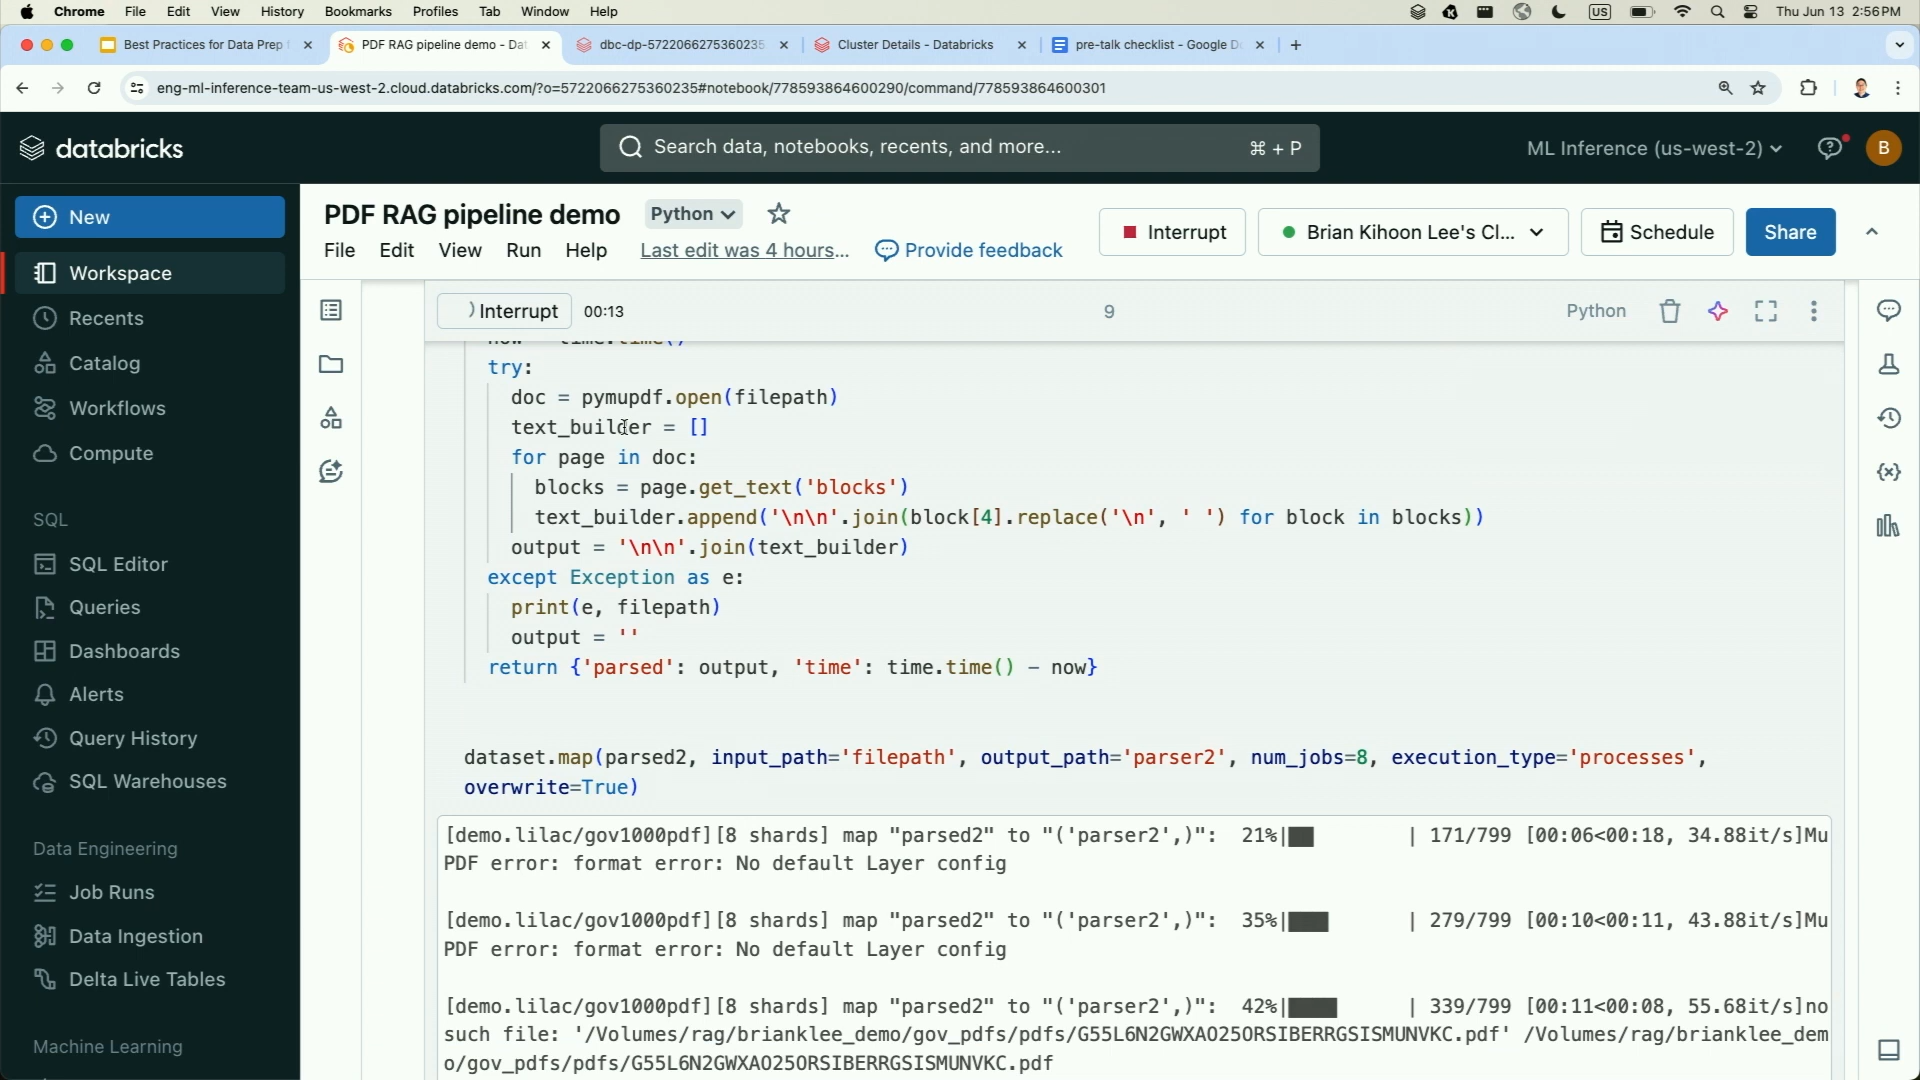 Chrome File Edit View History Bookmarks Profiles Tab Window Help US Thu Jun 13 2:56 PM
Best Practices for Data Prep PDF RAG pipeline demo - Dat dbc-dp-5722066275360235 Cluster Details - Databricks pre-talk checklist - Google D
eng-ml-inference-team-us-west-2.cloud.databricks.com/?o=5722066275360235#notebook/778593864600290/command/778593864600301
databricks
Search data, notebooks, recents, and more... ⌘ + P
ML Inference (us-west-2)
B
New
Workspace
Recents
Catalog
Workflows
Compute
SQL
SQL Editor
Queries
Dashboards
Alerts
Query History
SQL Warehouses
Data Engineering
Job Runs
Data Ingestion
Delta Live Tables
Machine Learning
PDF RAG pipeline demo Python
File Edit View Run Help Last edit was 4 hours... Provide feedback
Interrupt Brian Kihoon Lee's Cl... Schedule Share
Interrupt 00:13 9 Python
now = time.time()
try:
doc = pymupdf.open(filepath)
text_builder = []
for page in doc:
blocks = page.get_text('blocks')
text_builder.append('\n\n'.join(block[4].replace('\n', ' ') for block in blocks))
output = '\n\n'.join(text_builder)
except Exception as e:
print(e, filepath)
output = ''
return {'parsed': output, 'time': time.time() - now}
dataset.map(parsed2, input_path='filepath', output_path='parser2', num_jobs=8, execution_type='processes',
overwrite=True)
[demo.lilac/gov1000pdf][8 shards] map "parsed2" to "('parser2',)": 21%|██ | 171/799 [00:06<00:18, 34.88it/s]Mu
PDF error: format error: No default Layer config
[demo.lilac/gov1000pdf][8 shards] map "parsed2" to "('parser2',)": 35%|███ | 279/799 [00:10<00:11, 43.88it/s]Mu
PDF error: format error: No default Layer config
[demo.lilac/gov1000pdf][8 shards] map "parsed2" to "('parser2',)": 42%|████ | 339/799 [00:11<00:08, 55.68it/s]no
such file: '/Volumes/rag/brianklee_demo/gov_pdfs/pdfs/G55L6N2GWXAO25ORSIBERRGSISMUNVKC.pdf' /Volumes/rag/brianklee_dem
o/gov_pdfs/pdfs/G55L6N2GWXAO25ORSIBERRGSISMUNVKC.pdf